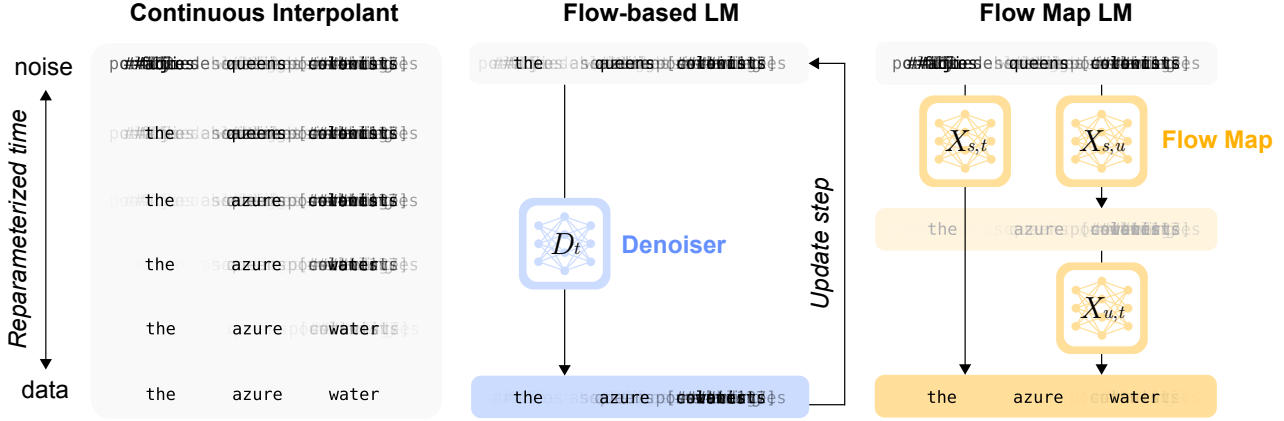 Continuous Interpolant
Flow-based LM
Flow Map LM
noise
Reparameterized time
data
queens
the queens
the azure
the azure waters
the azure
the azure water
the queens
D_t
Denoiser
the azure
Update step
queens
X_{s,t}
X_{s,u}
Flow Map
the azure
X_{u,t}
the azure water